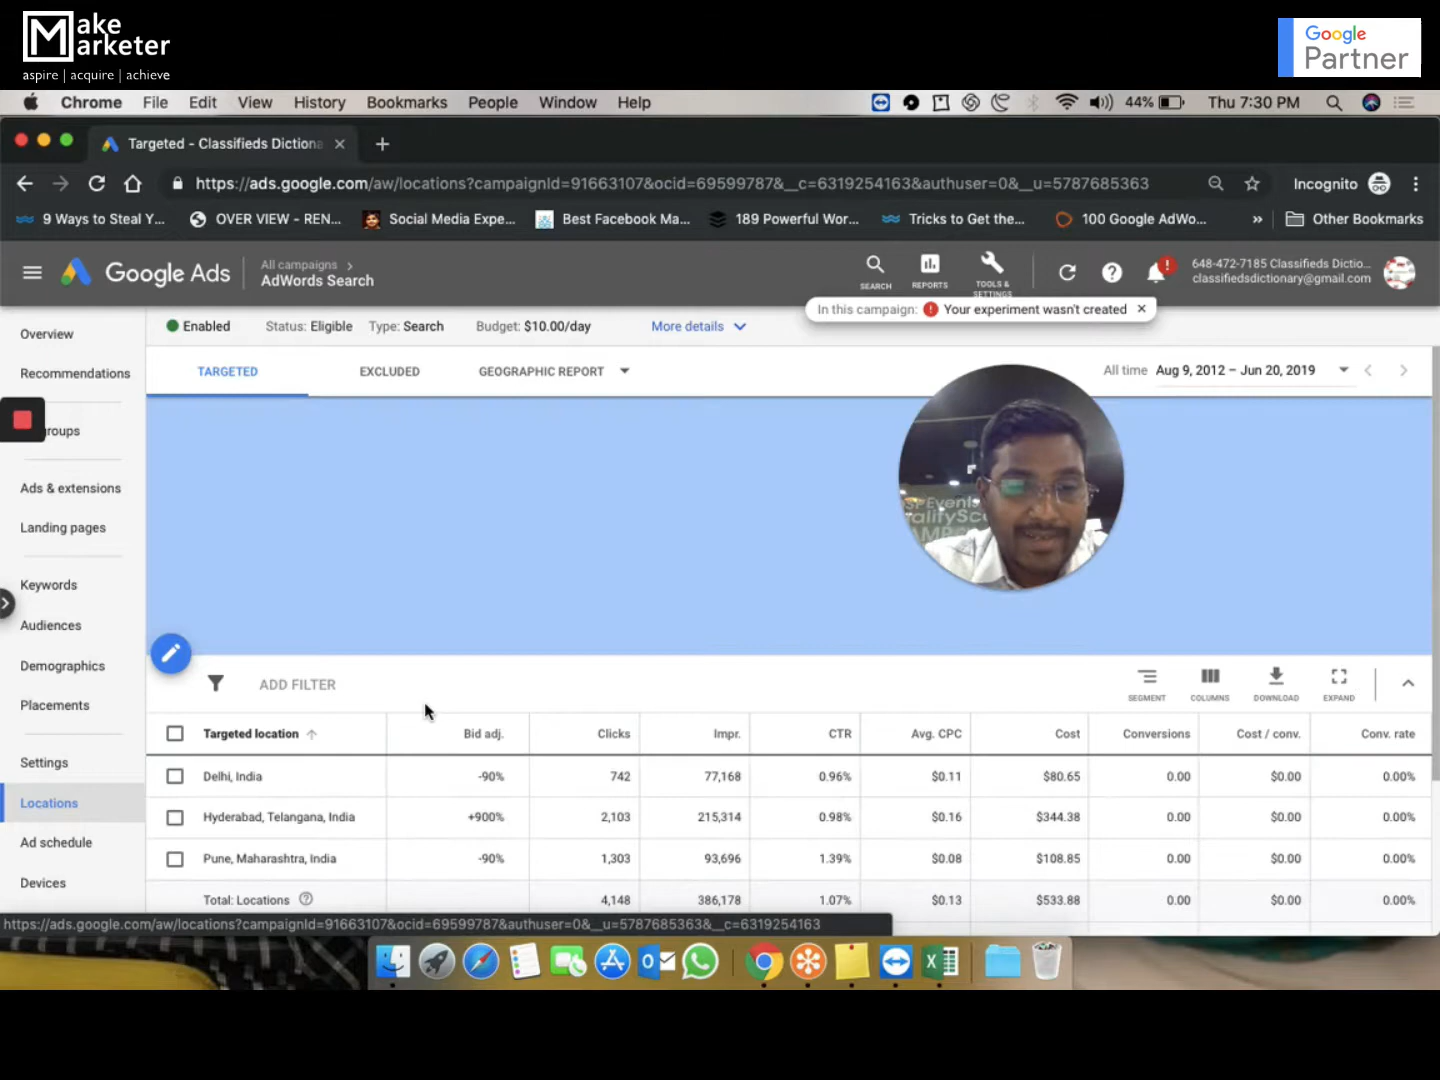 Make
Marketer
aspire | acquire | achieve
Google
Partner
Chrome File Edit View History Bookmarks People Window Help
44% Thu 7:30 PM
Targeted - Classifieds Dictiona
https://ads.google.com/aw/locations?campaignId=91663107&ocid=69599787&__c=6319254163&authuser=0&__u=5787685363
Incognito
9 Ways to Steal Y...
OVER VIEW - REN...
Social Media Expe...
Best Facebook Ma...
189 Powerful Wor...
Tricks to Get the...
100 Google AdWo...
»
Other Bookmarks
Google Ads
All campaigns >
AdWords Search
SEARCH
REPORTS
TOOLS &
SETTINGS
648-472-7185 Classifieds Dictio...
classifiedsdictionary@gmail.com
In this campaign: Your experiment wasn't created
Enabled Status: Eligible Type: Search Budget: $10.00/day More details
TARGETED EXCLUDED GEOGRAPHIC REPORT
All time Aug 9, 2012 – Jun 20, 2019
Overview
Recommendations
roups
Ads & extensions
Landing pages
Keywords
Audiences
Demographics
Placements
Settings
Locations
Ad schedule
Devices
ADD FILTER
SEGMENT
COLUMNS
DOWNLOAD
EXPAND
Targeted location Bid adj. Clicks Impr. CTR Avg. CPC Cost Conversions Cost / conv. Conv. rate
Delhi, India -90% 742 77,168 0.96% $0.11 $80.65 0.00 $0.00 0.00%
Hyderabad, Telangana, India +900% 2,103 215,314 0.98% $0.16 $344.38 0.00 $0.00 0.00%
Pune, Maharashtra, India -90% 1,303 93,696 1.39% $0.08 $108.85 0.00 $0.00 0.00%
Total: Locations 4,148 386,178 1.07% $0.13 $533.88 0.00 $0.00 0.00%
https://ads.google.com/aw/locations?campaignId=91663107&ocid=69599787&authuser=0&__u=5787685363&__c=6319254163